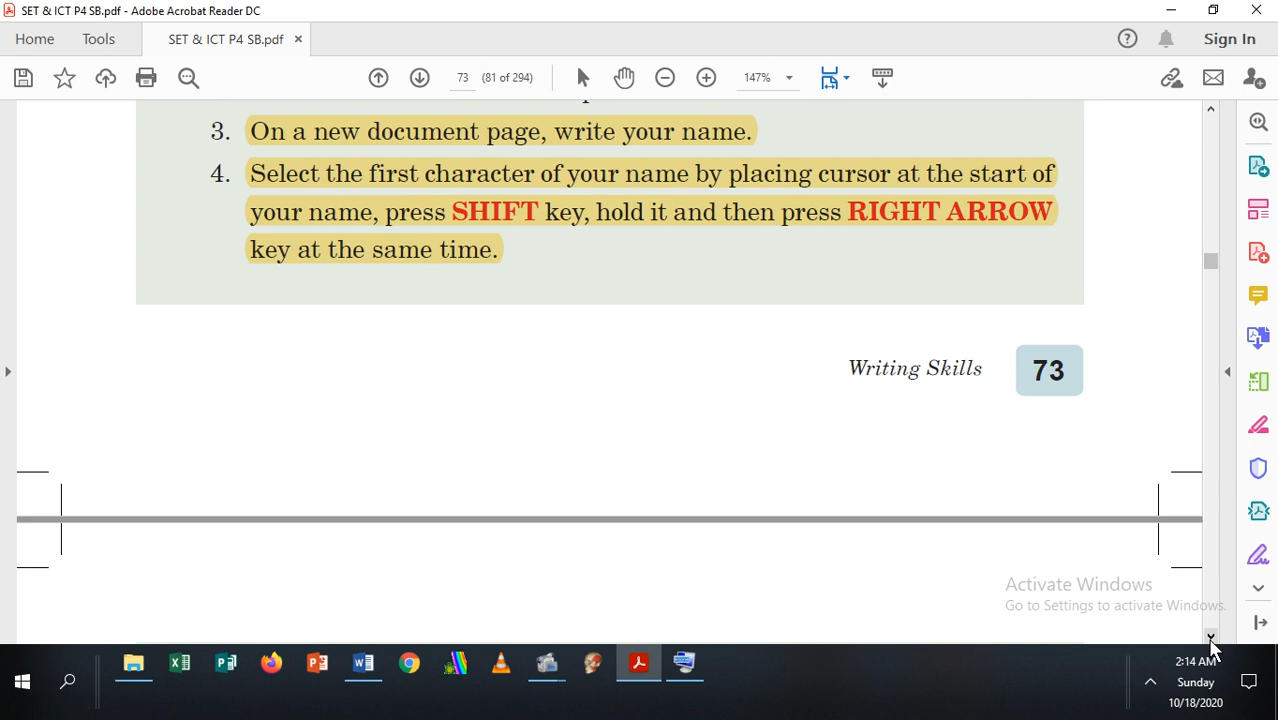 SET & ICT P4 SB.pdf - Adobe Acrobat Reader DC
Home Tools SET & ICT P4 SB.pdf × Sign In
73 (81 of 294) 147%
3. On a new document page, write your name.
4. Select the first character of your name by placing cursor at the start of
your name, press SHIFT key, hold it and then press RIGHT ARROW
key at the same time.
Writing Skills 73
Activate Windows
Go to Settings to activate Windows.
2:14 AM
Sunday
10/18/2020